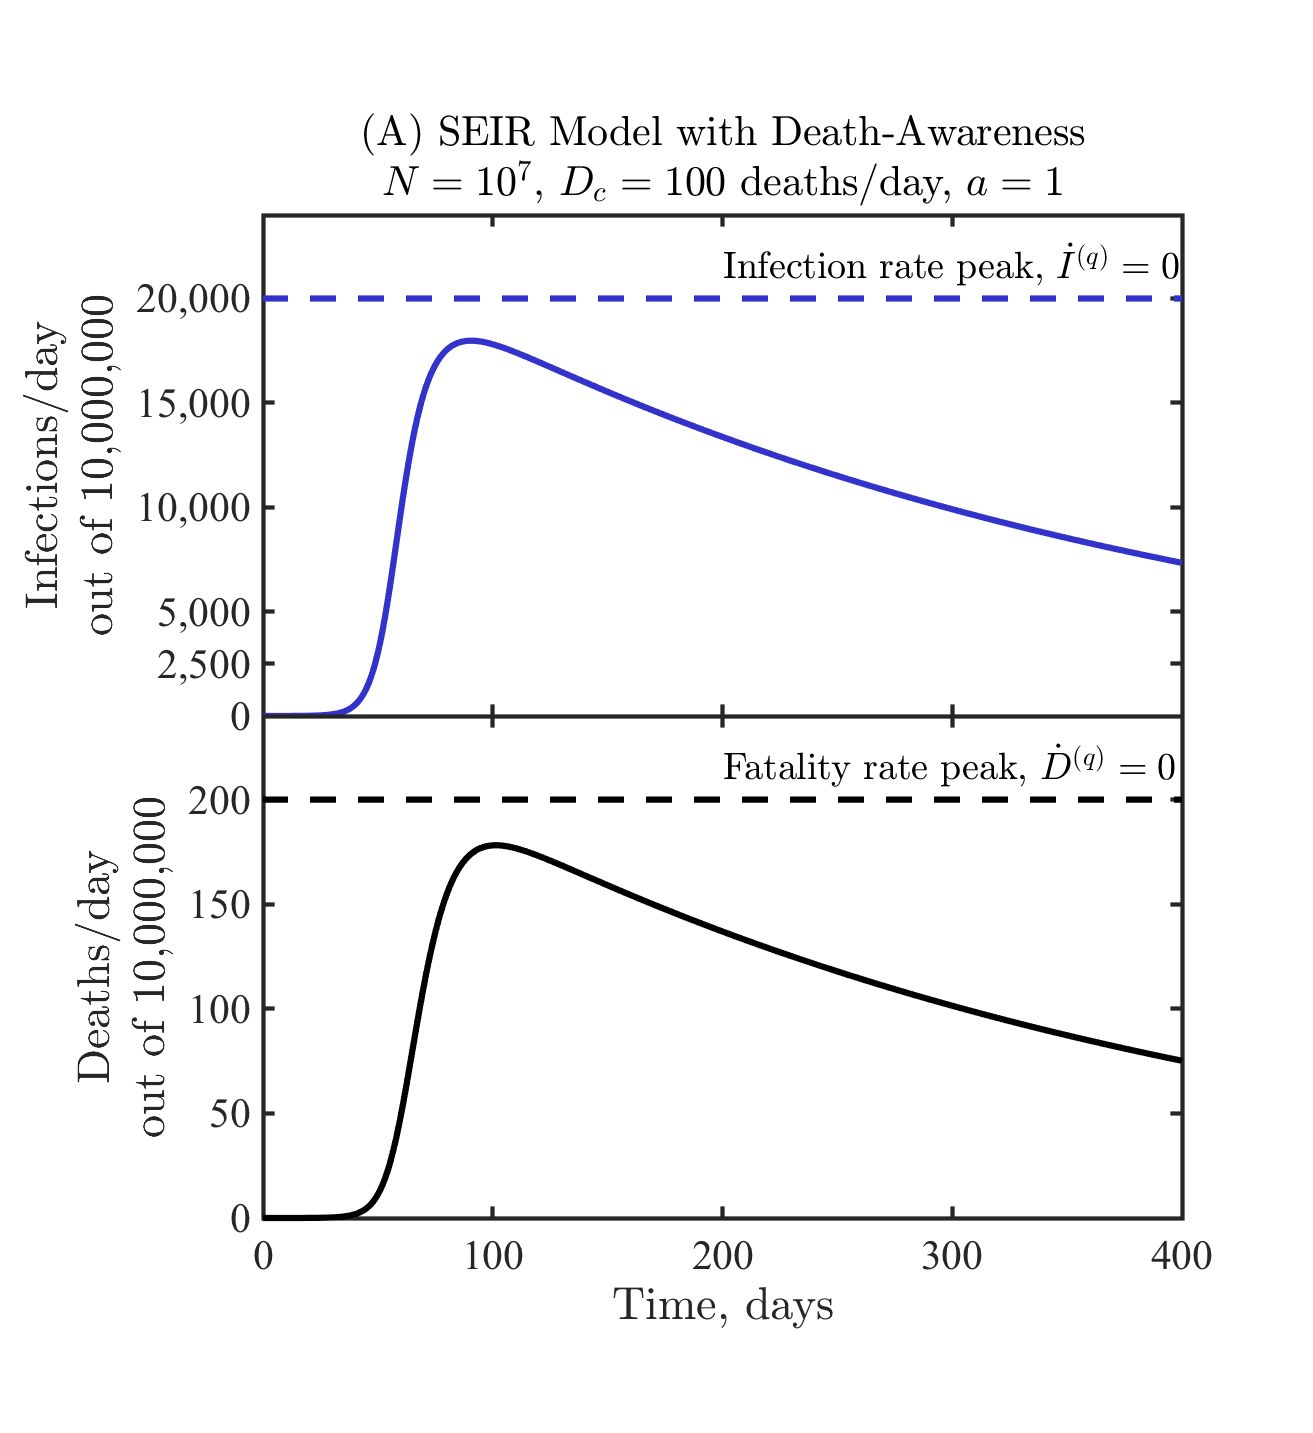 (A) SEIR Model with Death-Awareness
N = 10⁷, D_c = 100 deaths/day, a = 1
Infection rate peak, İ^(q) = 0
20,000
15,000
10,000
5,000
2,500
0
Infections/day
out of 10,000,000
Fatality rate peak, Ḋ^(q) = 0
200
150
100
50
0
Deaths/day
out of 10,000,000
0 100 200 300 400
Time, days